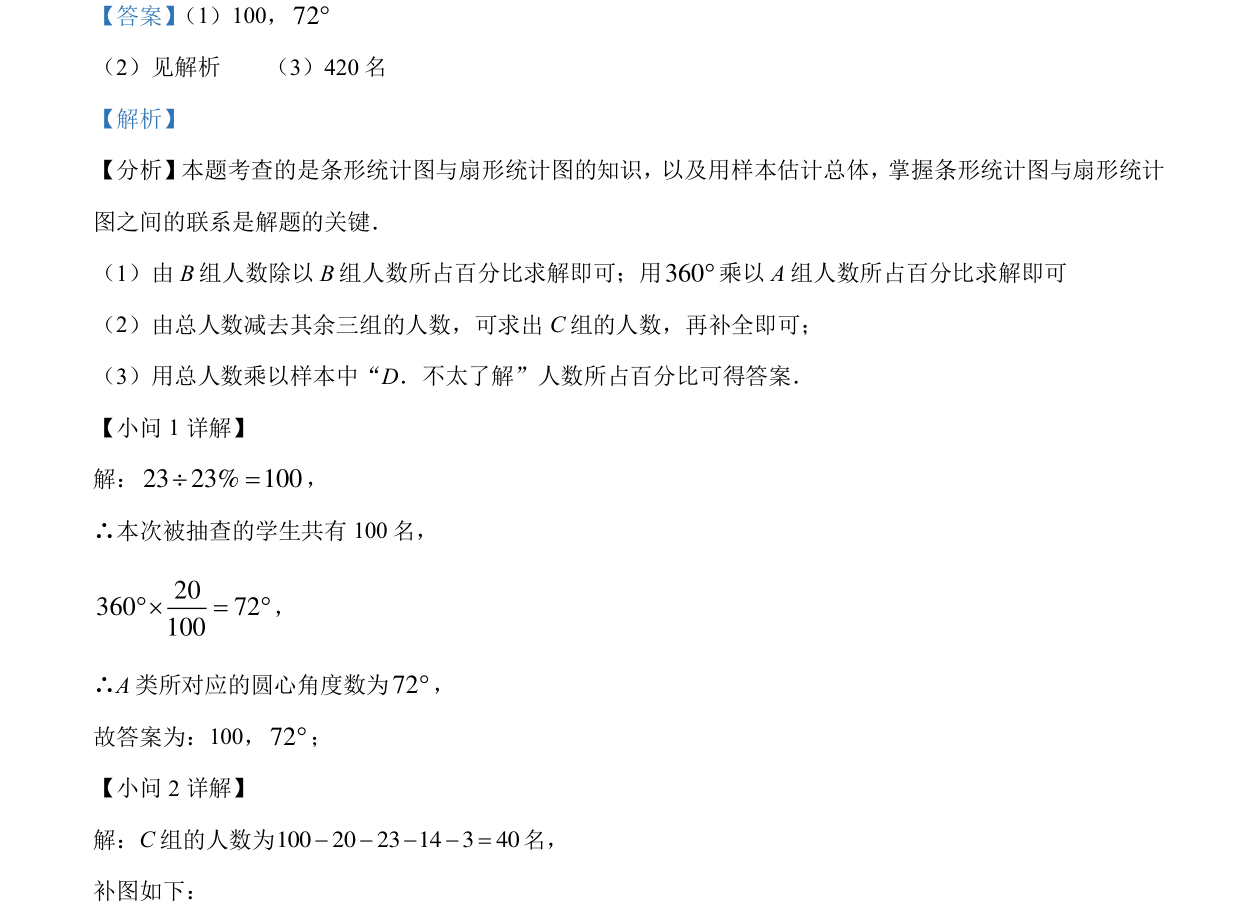 【答案】（1）100， 72°
（2）见解析　　（3）420 名
【解析】
【分析】本题考查的是条形统计图与扇形统计图的知识，以及用样本估计总体，掌握条形统计图与扇形统计
图之间的联系是解题的关键．
（1）由 B 组人数除以 B 组人数所占百分比求解即可；用 360° 乘以 A 组人数所占百分比求解即可
（2）由总人数减去其余三组的人数，可求出 C 组的人数，再补全即可；
（3）用总人数乘以样本中“D．不太了解”人数所占百分比可得答案．
【小问 1 详解】
解： 23÷23% =100，
∴本次被抽查的学生共有 100 名，
360°× 20/100 = 72°，
∴A 类所对应的圆心角度数为 72°，
故答案为：100， 72°；
【小问 2 详解】
解：C 组的人数为100－20－23－14－3＝40 名，
补图如下：